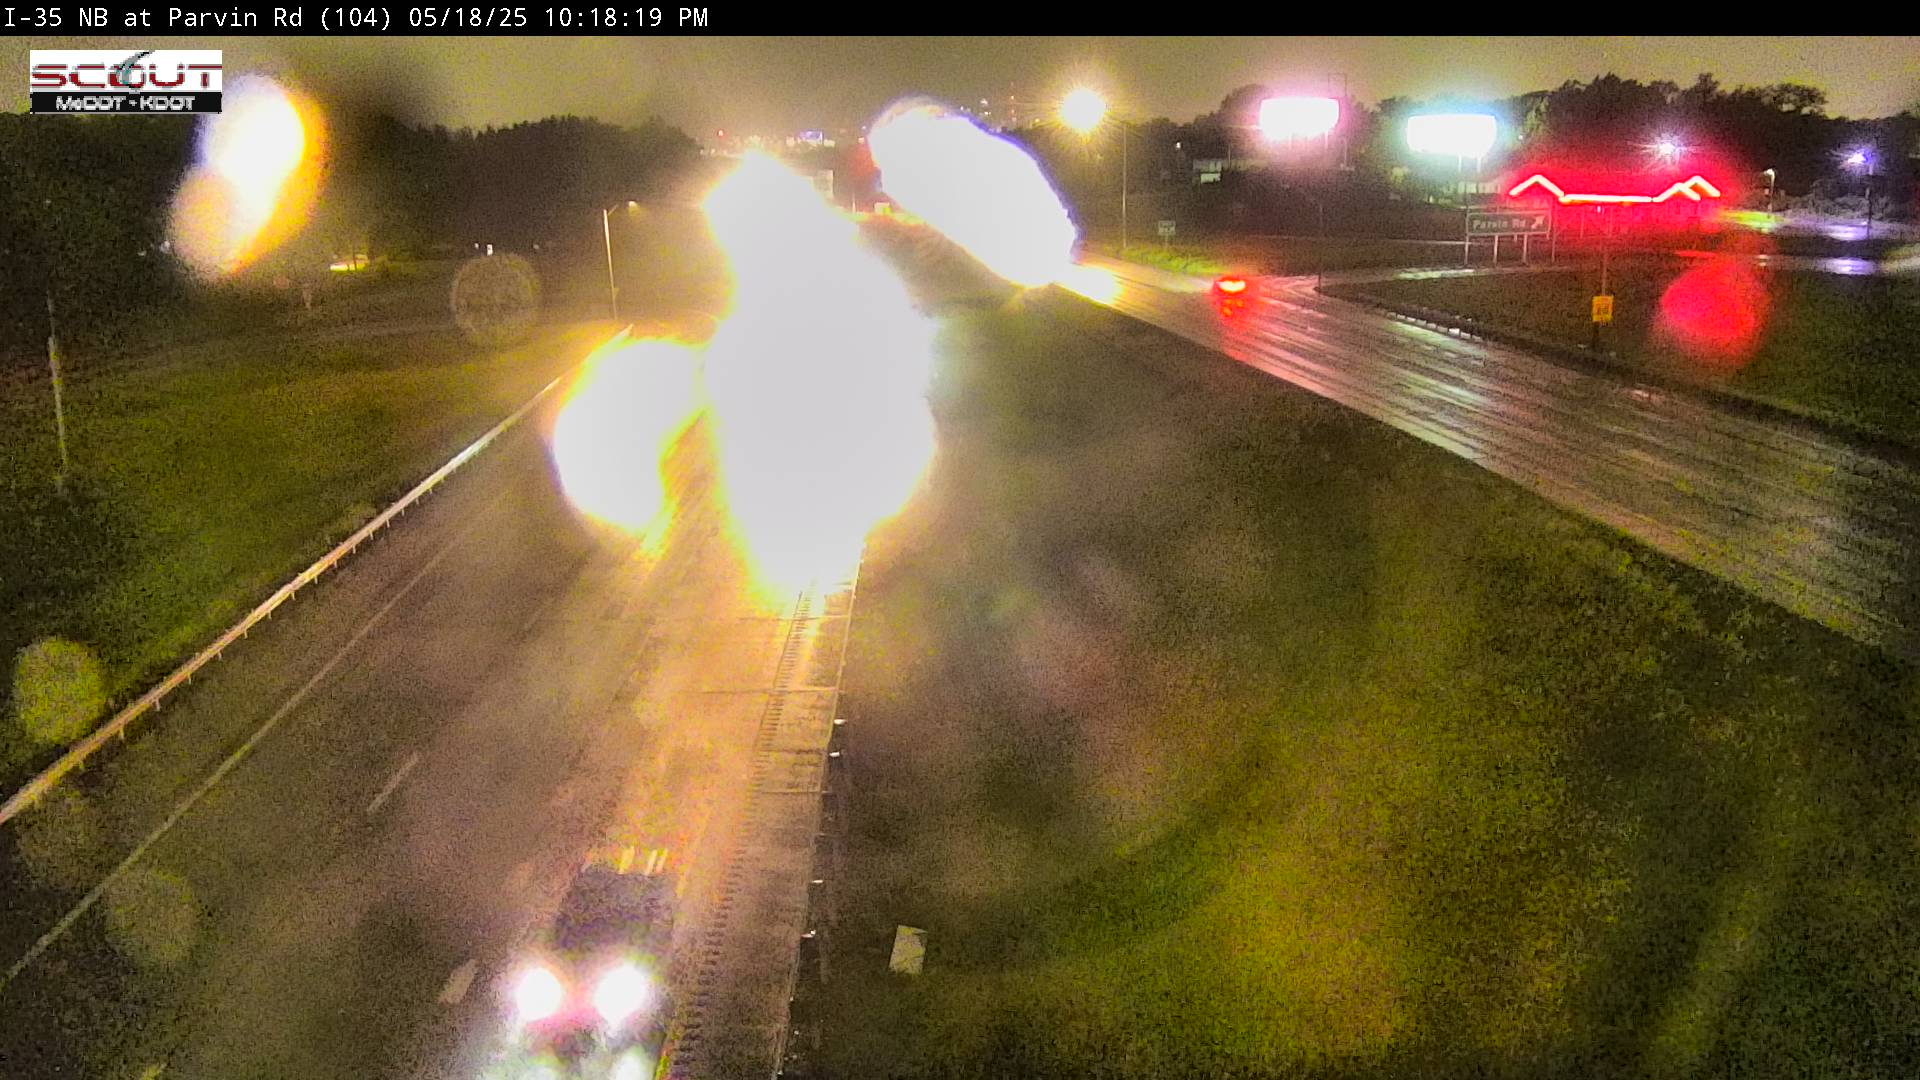 I-35 NB at Parvin Rd (104) 05/18/25 10:18:19 PM
SCOUT
MoDOT - KDOT
Parvin Rd